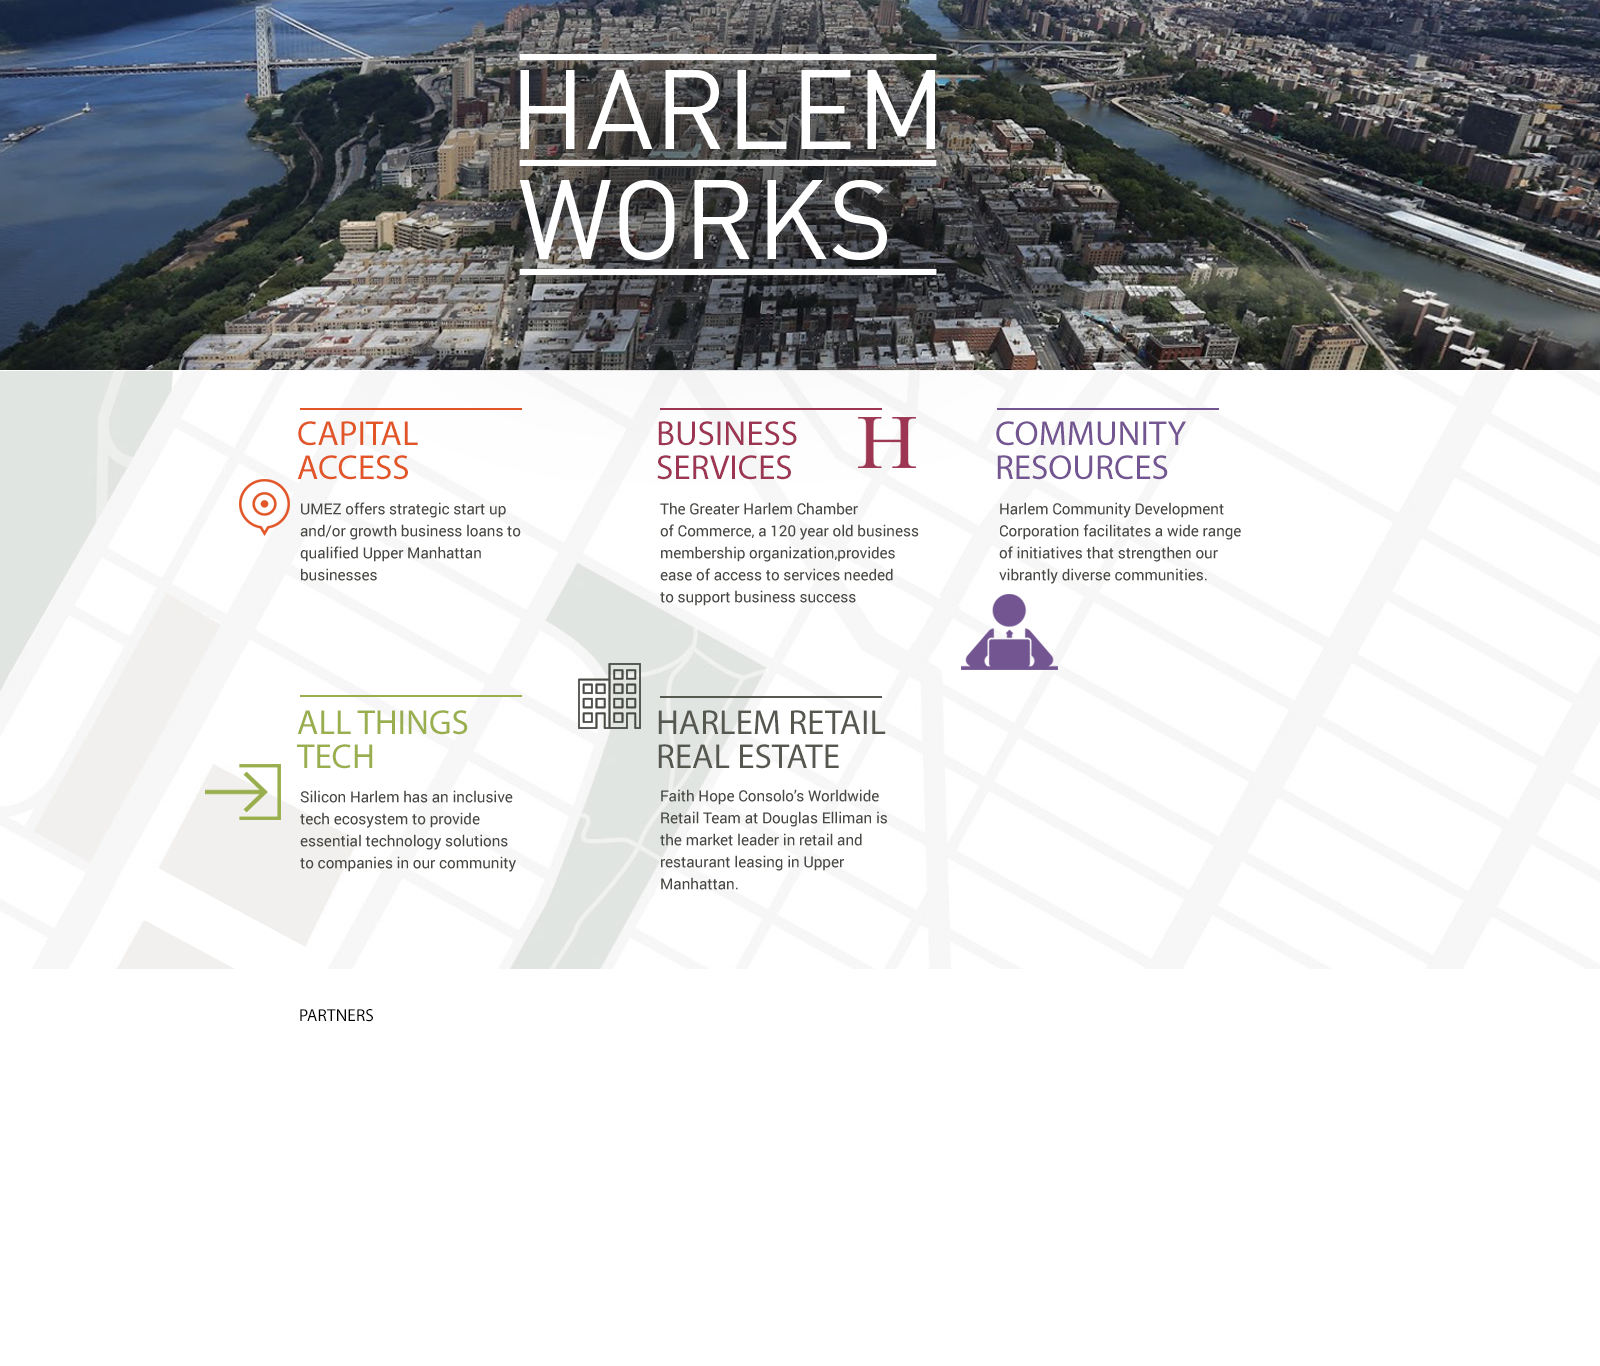 HARLEM
WORKS
CAPITAL
ACCESS
UMEZ offers strategic start up
and/or growth business loans to
qualified Upper Manhattan
businesses
BUSINESS
SERVICES
H
The Greater Harlem Chamber
of Commerce, a 120 year old business
membership organization,provides
ease of access to services needed
to support business success
COMMUNITY
RESOURCES
Harlem Community Development
Corporation facilitates a wide range
of initiatives that strengthen our
vibrantly diverse communities.
ALL THINGS
TECH
Silicon Harlem has an inclusive
tech ecosystem to provide
essential technology solutions
to companies in our community
HARLEM RETAIL
REAL ESTATE
Faith Hope Consolo’s Worldwide
Retail Team at Douglas Elliman is
the market leader in retail and
restaurant leasing in Upper
Manhattan.
PARTNERS